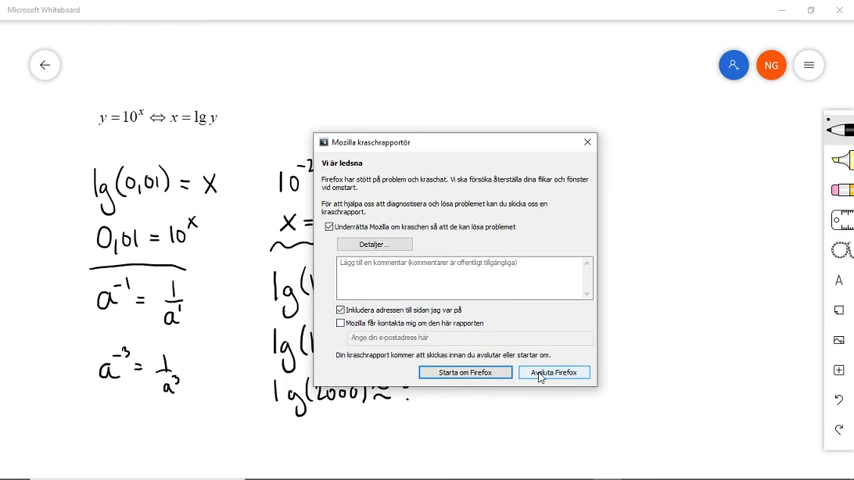 Microsoft Whiteboard
NG
y = 10^x ⇔ x = lg y
lg(0,01) = x
0,01 = 10^x
a^-1 = 1/a^1
a^-3 = 1/a^3
10^-2
x =
lg(1
lg(1
lg(2000) ≈ ?
Mozilla kraschrapportör
Vi är ledsna
Firefox har stött på problem och kraschat. Vi ska försöka återställa dina flikar och fönster
vid omstart.
För att hjälpa oss att diagnostisera och lösa problemet kan du skicka oss en
kraschrapport.
Underrätta Mozilla om kraschen så att de kan lösa problemet
Detaljer...
Lägg till en kommentar (kommentarer är offentligt tillgängliga)
Inkludera adressen till sidan jag var på
Mozilla får kontakta mig om den här rapporten
Ange din e-postadress här
Din kraschrapport kommer att skickas innan du avslutar eller startar om.
Starta om Firefox
Avsluta Firefox
A